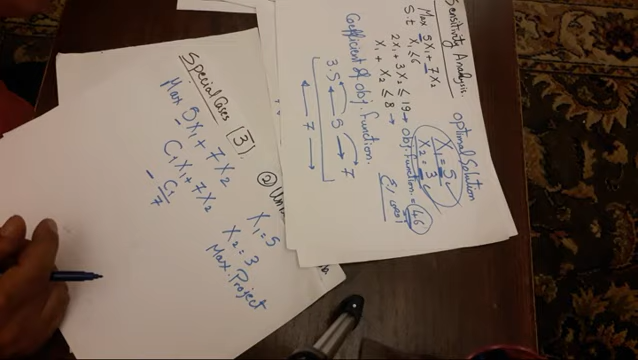 Sensitivity Analysis.
Optimal Solution
Max 5X1 + 7X2
S.t X1 ≤ 6
2X1 + 3X2 ≤ 19 → Obj. function = 46
X1 + X2 ≤ 8 →
X1 = 5
X2 = 3
Coefficient of obj. function.
3.5 5 7
7
Special Cases [3].
Max 5X1 + 7X2
C1X1 + 7X2
- C1/7
②
X1 = 5
X2 = 3
Max. Project